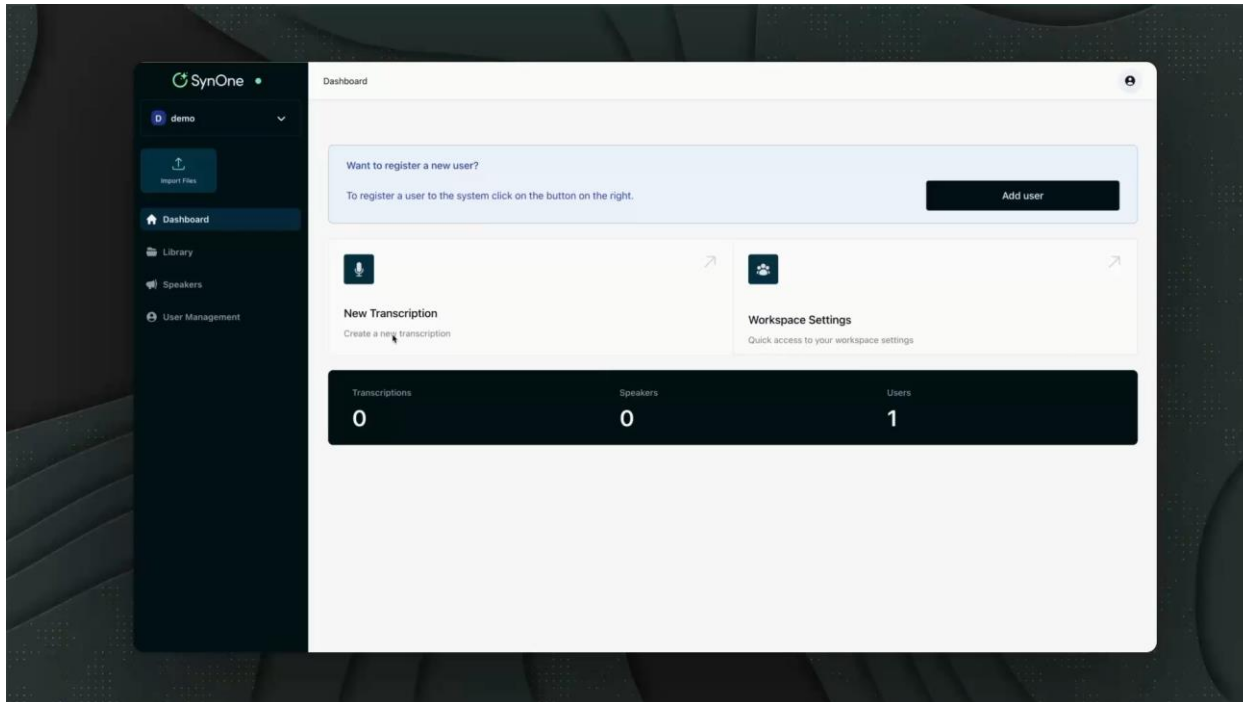 SynOne
D demo
Import Files
Dashboard
Library
Speakers
User Management
Dashboard
Want to register a new user?
To register a user to the system click on the button on the right.
Add user
New Transcription
Create a new transcription
Workspace Settings
Quick access to your workspace settings
Transcriptions
0
Speakers
0
Users
1